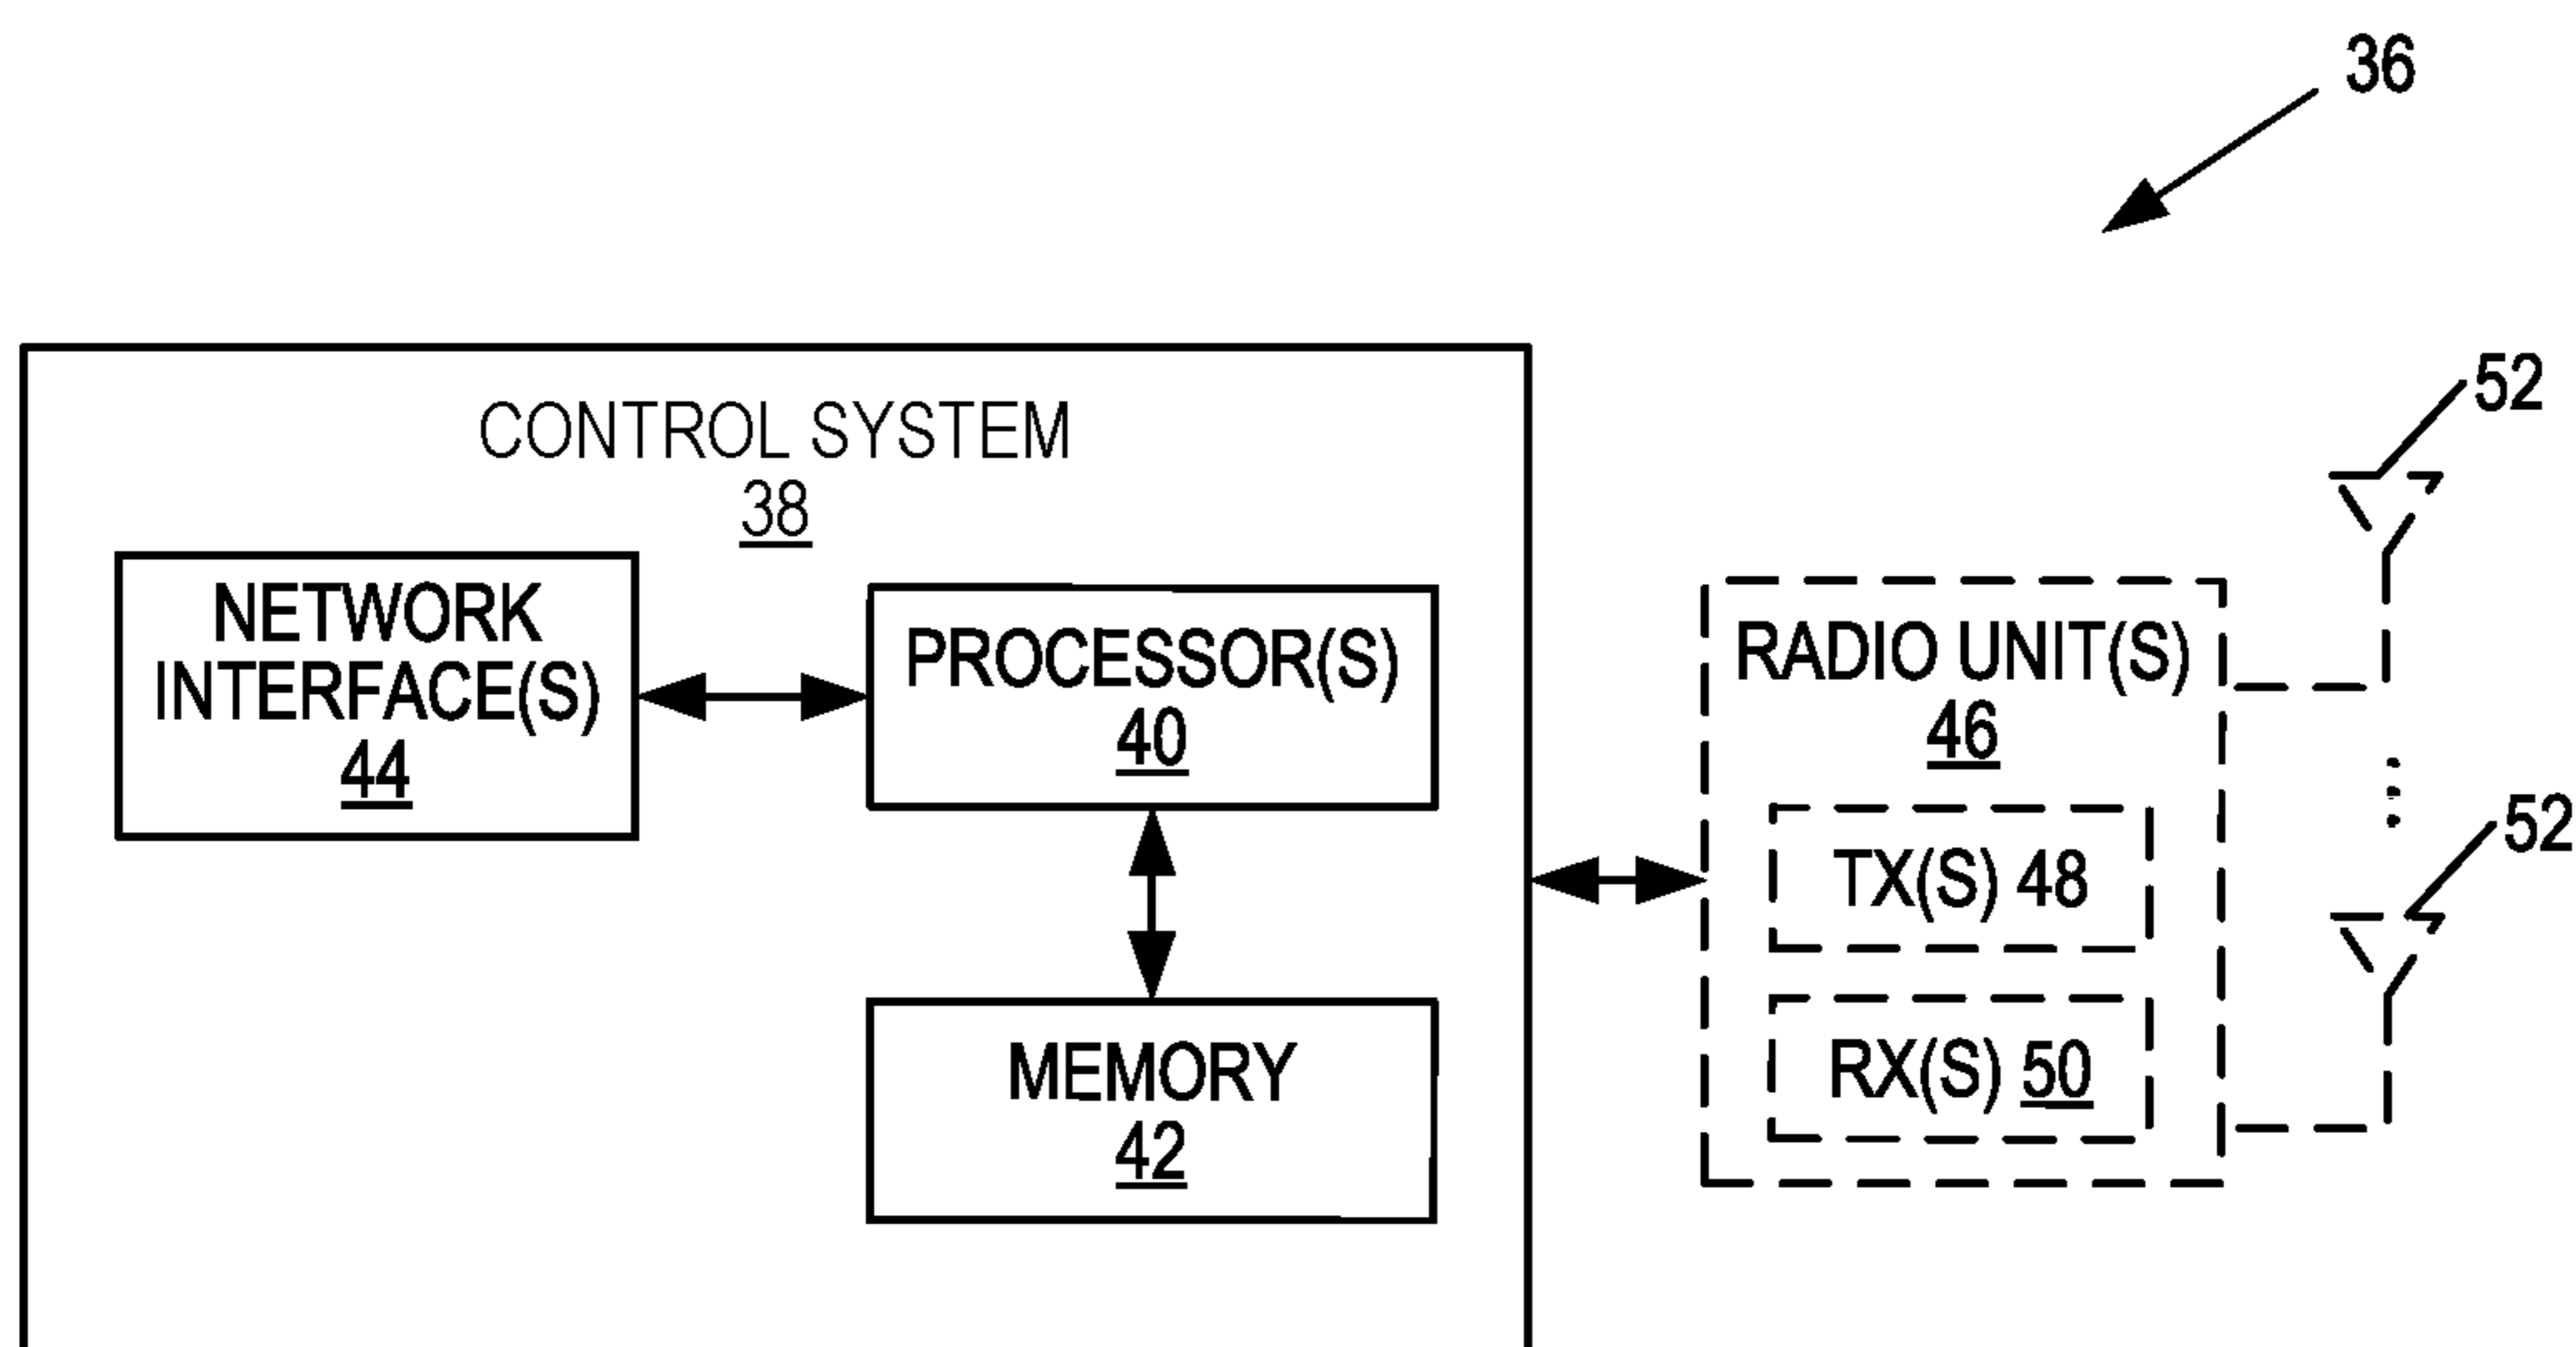 36
CONTROL SYSTEM
38
NETWORK
INTERFACE(S)
44
PROCESSOR(S)
40
MEMORY
42
RADIO UNIT(S)
46
TX(S) 48
RX(S) 50
52
52